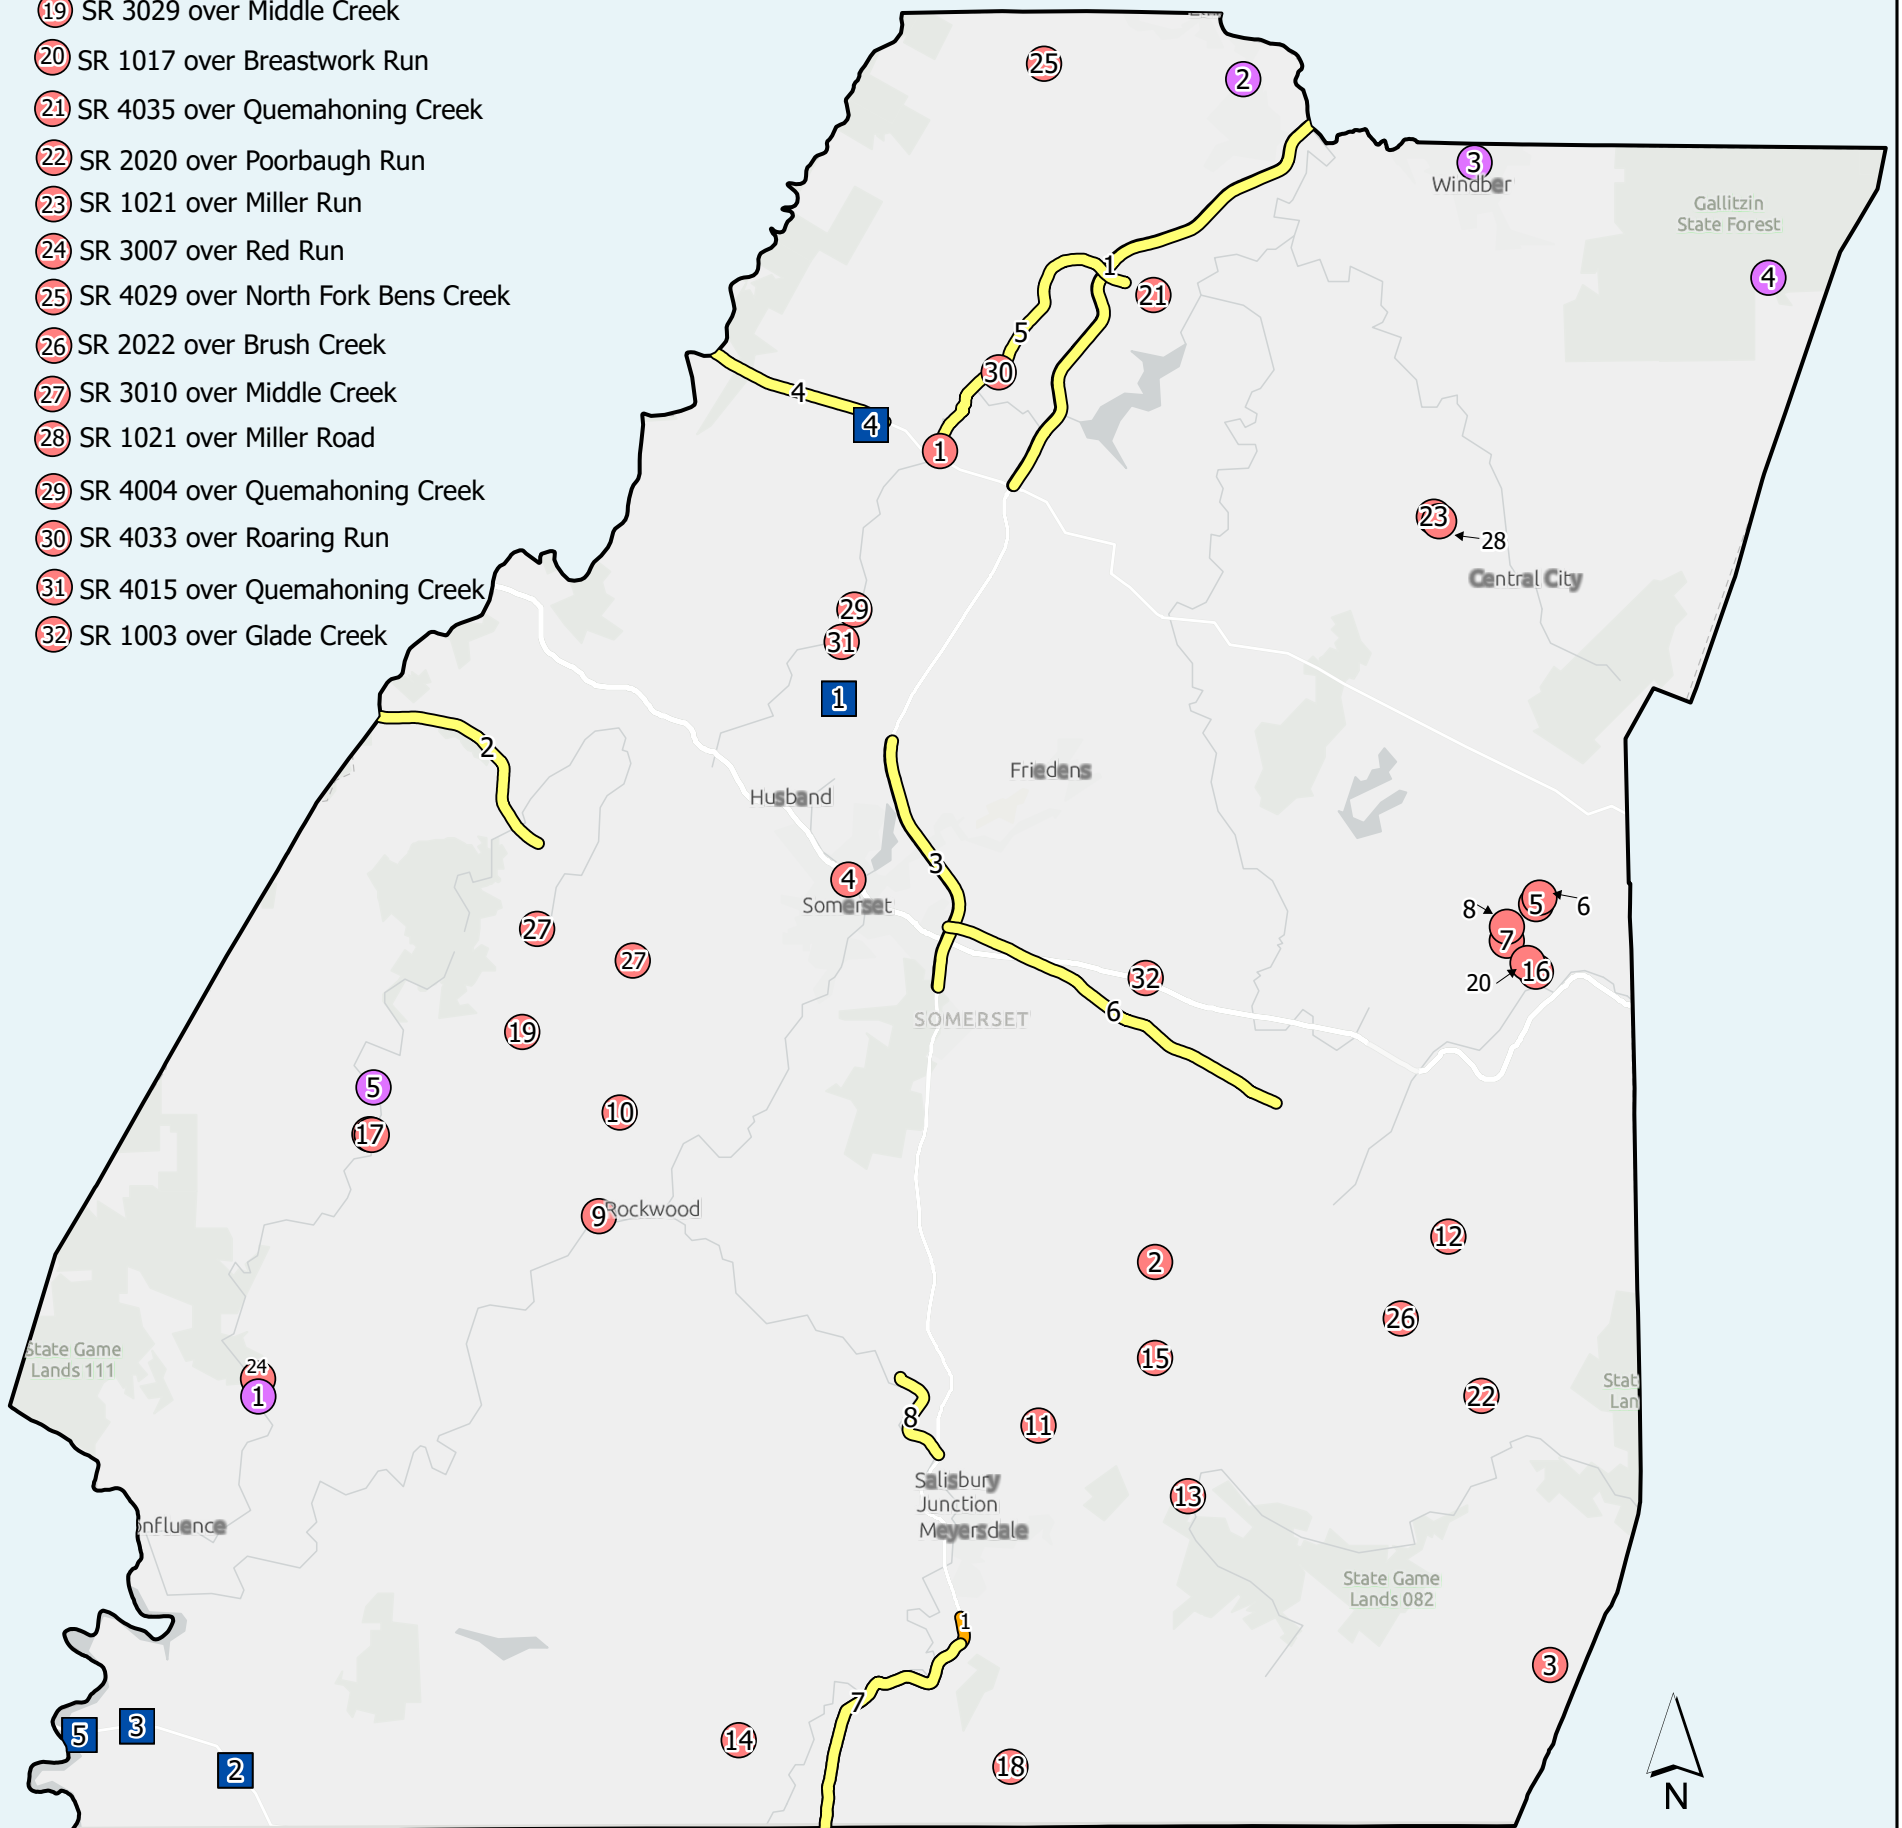 19 SR 3029 over Middle Creek
20 SR 1017 over Breastwork Run
21 SR 4035 over Quemahoning Creek
22 SR 2020 over Poorbaugh Run
23 SR 1021 over Miller Run
24 SR 3007 over Red Run
25 SR 4029 over North Fork Bens Creek
26 SR 2022 over Brush Creek
27 SR 3010 over Middle Creek
28 SR 1021 over Miller Road
29 SR 4004 over Quemahoning Creek
30 SR 4033 over Roaring Run
31 SR 4015 over Quemahoning Creek
32 SR 1003 over Glade Creek
25
2
3
Windber
Gallitzin
State Forest
4
1
21
5
30
4
4
1
23
28
Central City
29
31
1
2
Friedens
Husband
3
4
Somerset
27
27
5
6
8
7
16
20
32
6
SOMERSET
19
5
10
17
9
Rockwood
12
2
26
15
State Game
Lands 111
24
1
22
Stat
Lan
8
11
Salisbury
Junction
Meyersdale
13
onfluence
State Game
Lands 082
1
3
7
5
3
2
14
18
N